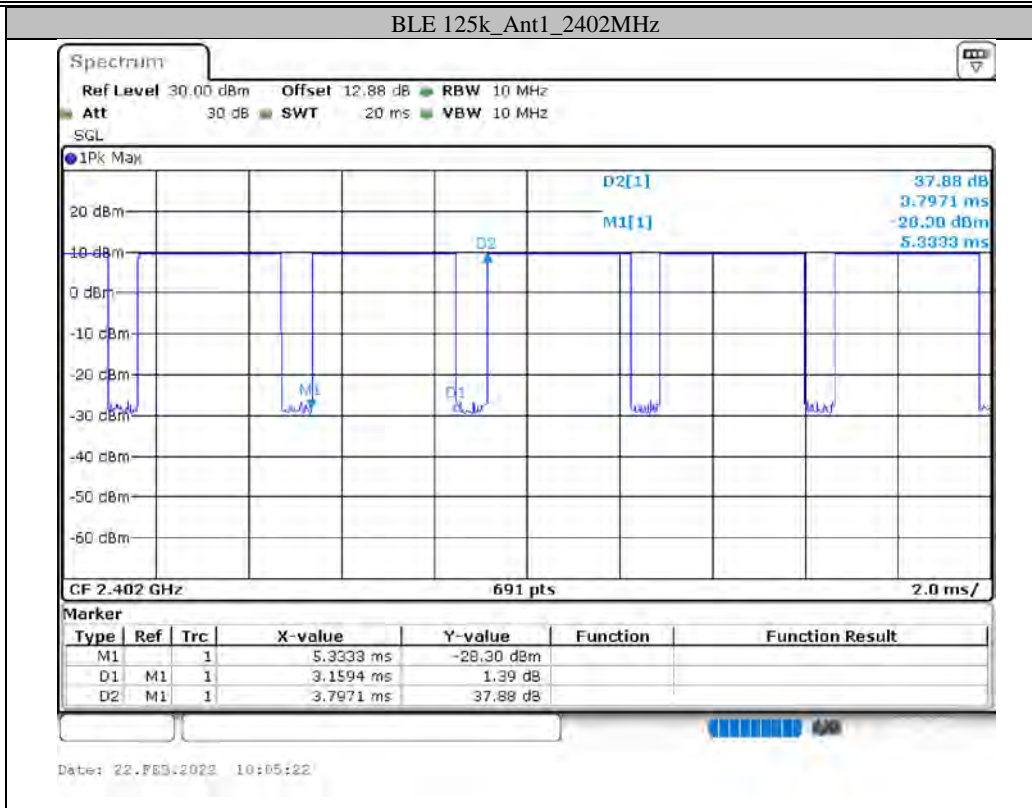 BLE 125k_Ant1_2402MHz
Spectrum
Ref Level 30.00 dBm Offset 12.88 dB RBW 10 MHz
Att 30 dB SWT 20 ms VBW 10 MHz
SGL
1Pk Max
D2[1] 37.88 dB
3.7971 ms
M1[1] -28.30 dBm
5.3333 ms
20 dBm
10 dBm
0 dBm
-10 dBm
-20 dBm
-30 dBm
-40 dBm
-50 dBm
-60 dBm
D2
M1
D1
CF 2.402 GHz 691 pts 2.0 ms/
Marker
Type Ref Trc X-value Y-value Function Function Result
M1 1 5.3333 ms -28.30 dBm
D1 M1 1 3.1594 ms 1.39 dB
D2 M1 1 3.7971 ms 37.88 dB
Date: 22.FEB.2022 10:05:22